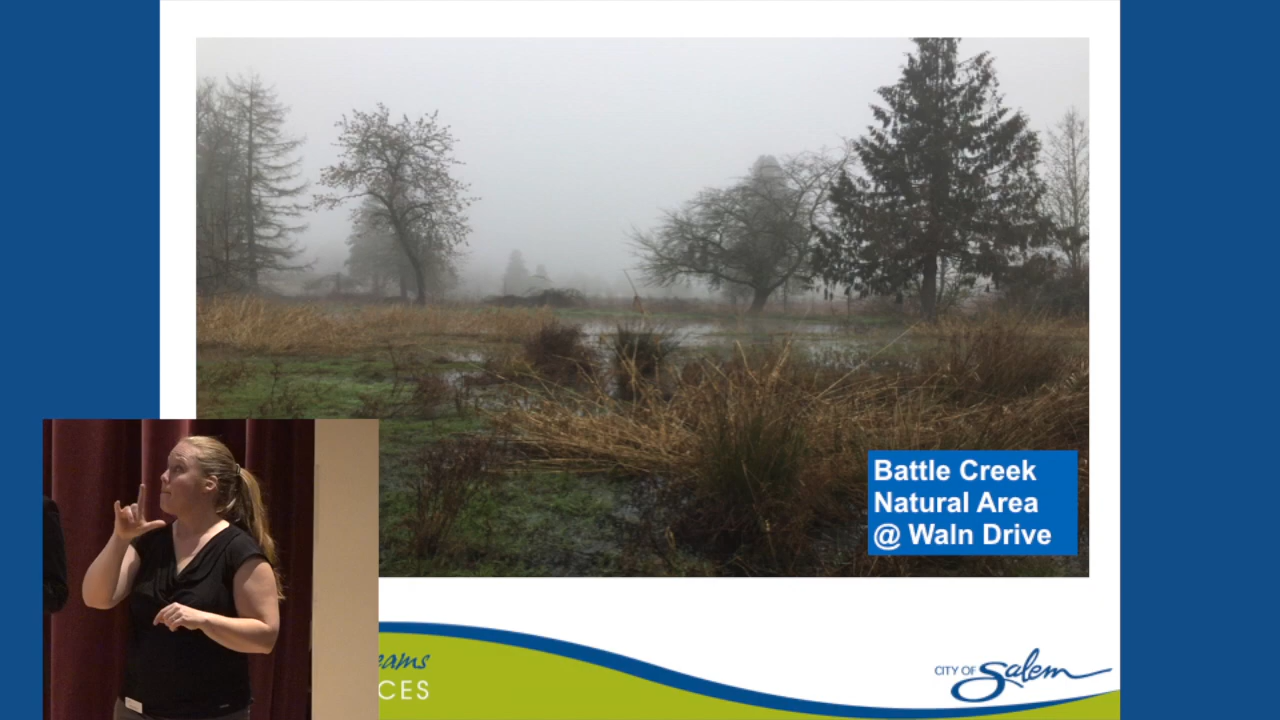 Battle Creek
Natural Area
@ Waln Drive
eams
CES
CITY OF Salem